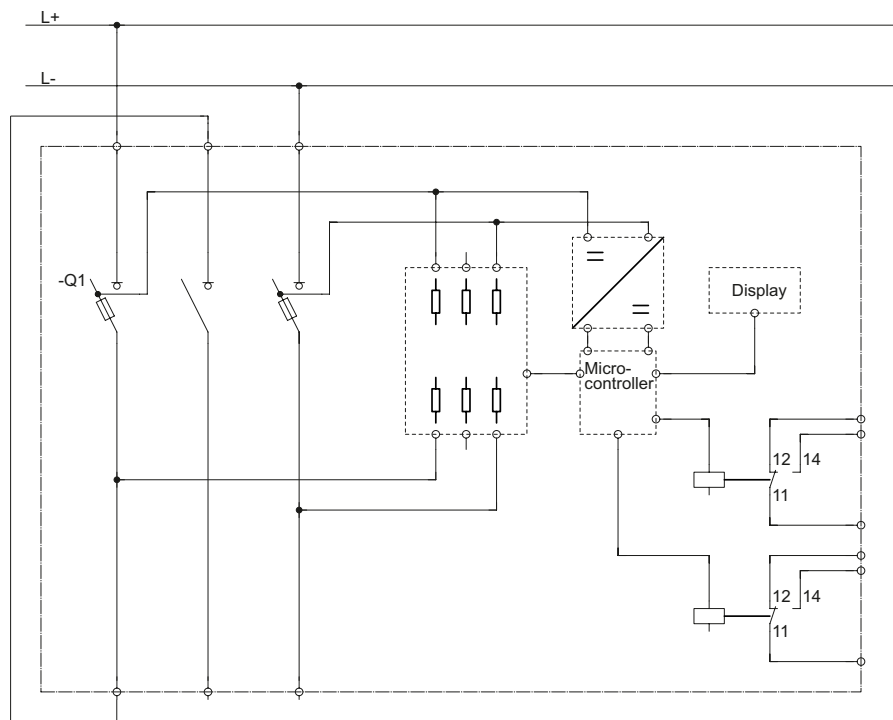 L+
L-
-Q1
Display
Micro-
controller
12 14
11
12 14
11